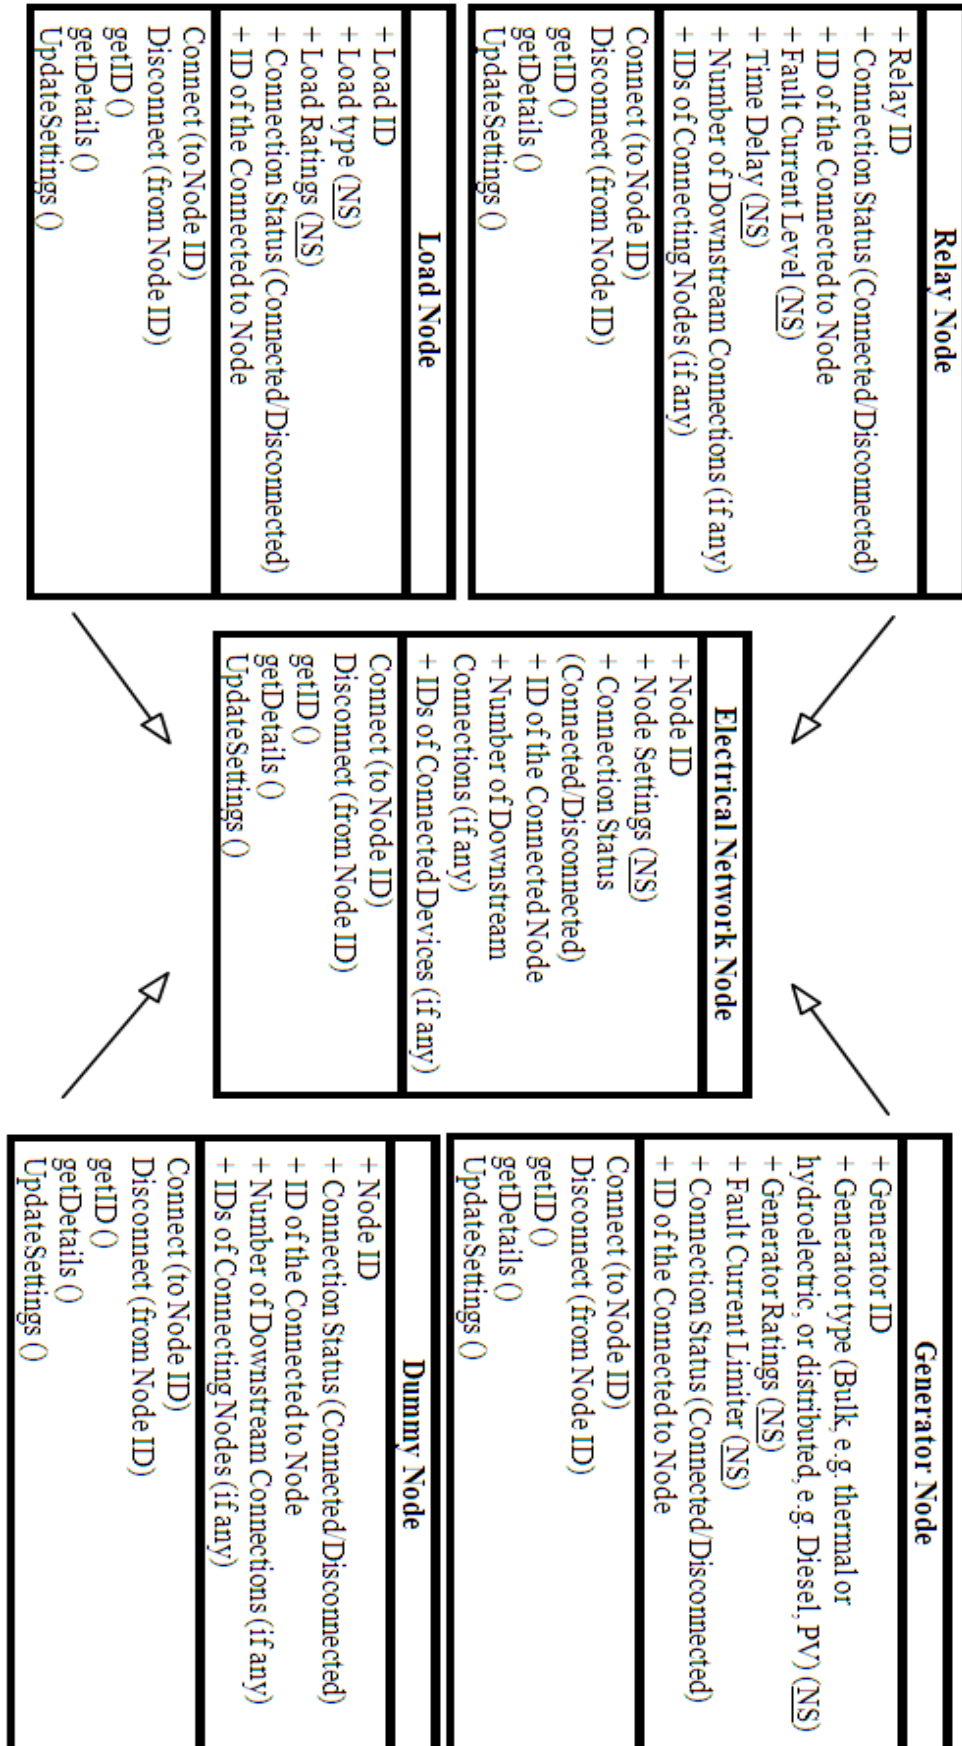 Relay Node
+ Relay ID
+ Connection Status (Connected/Disconnected)
+ ID of the Connected to Node
+ Fault Current Level (NS)
+ Time Delay (NS)
+ Number of Downstream Connections (if any)
+ IDs of Connecting Nodes (if any)
Connect (to Node ID)
Disconnect (from Node ID)
getID ()
getDetails ()
UpdateSettings ()
Generator Node
+ Generator ID
+ Generator type (Bulk, e.g. thermal or
hydroelectric, or distributed, e.g. Diesel, PV) (NS)
+ Generator Ratings (NS)
+ Fault Current Limiter (NS)
+ Connection Status (Connected/Disconnected)
+ ID of the Connected to Node
Connect (to Node ID)
Disconnect (from Node ID)
getID ()
getDetails ()
UpdateSettings ()
Electrical Network Node
+ Node ID
+ Node Settings (NS)
+ Connection Status
(Connected/Disconnected)
+ ID of the Connected Node
+ Number of Downstream
Connections (if any)
+ IDs of Connected Devices (if any)
Connect (to Node ID)
Disconnect (from Node ID)
getID ()
getDetails ()
UpdateSettings ()
Load Node
+ Load ID
+ Load type (NS)
+ Load Ratings (NS)
+ Connection Status (Connected/Disconnected)
+ ID of the Connected to Node
Connect (to Node ID)
Disconnect (from Node ID)
getID ()
getDetails ()
UpdateSettings ()
Dummy Node
+ Node ID
+ Connection Status (Connected/Disconnected)
+ ID of the Connected to Node
+ Number of Downstream Connections (if any)
+ IDs of Connecting Nodes (if any)
Connect (to Node ID)
Disconnect (from Node ID)
getID ()
getDetails ()
UpdateSettings ()